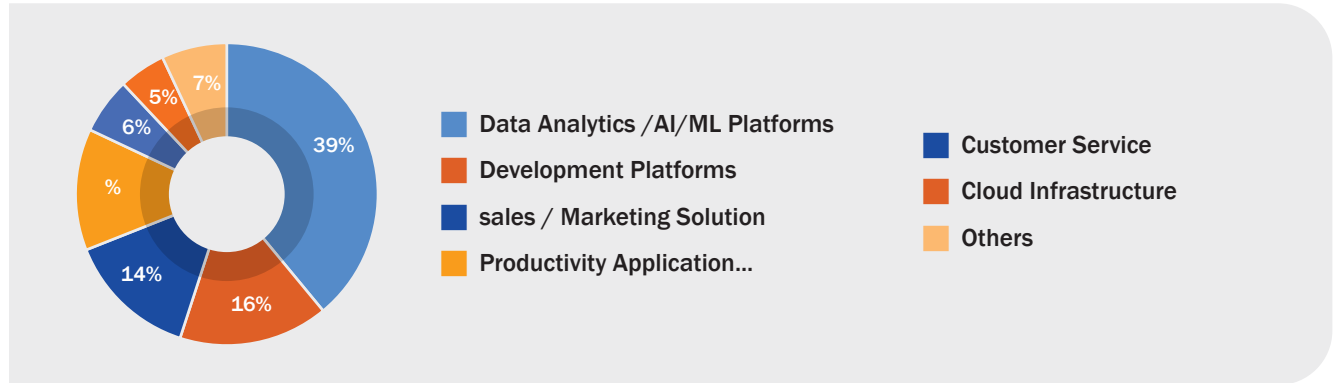 39%
16%
14%
%
6%
5%
7%
Data Analytics /AI/ML Platforms
Development Platforms
sales / Marketing Solution
Productivity Application...
Customer Service
Cloud Infrastructure
Others